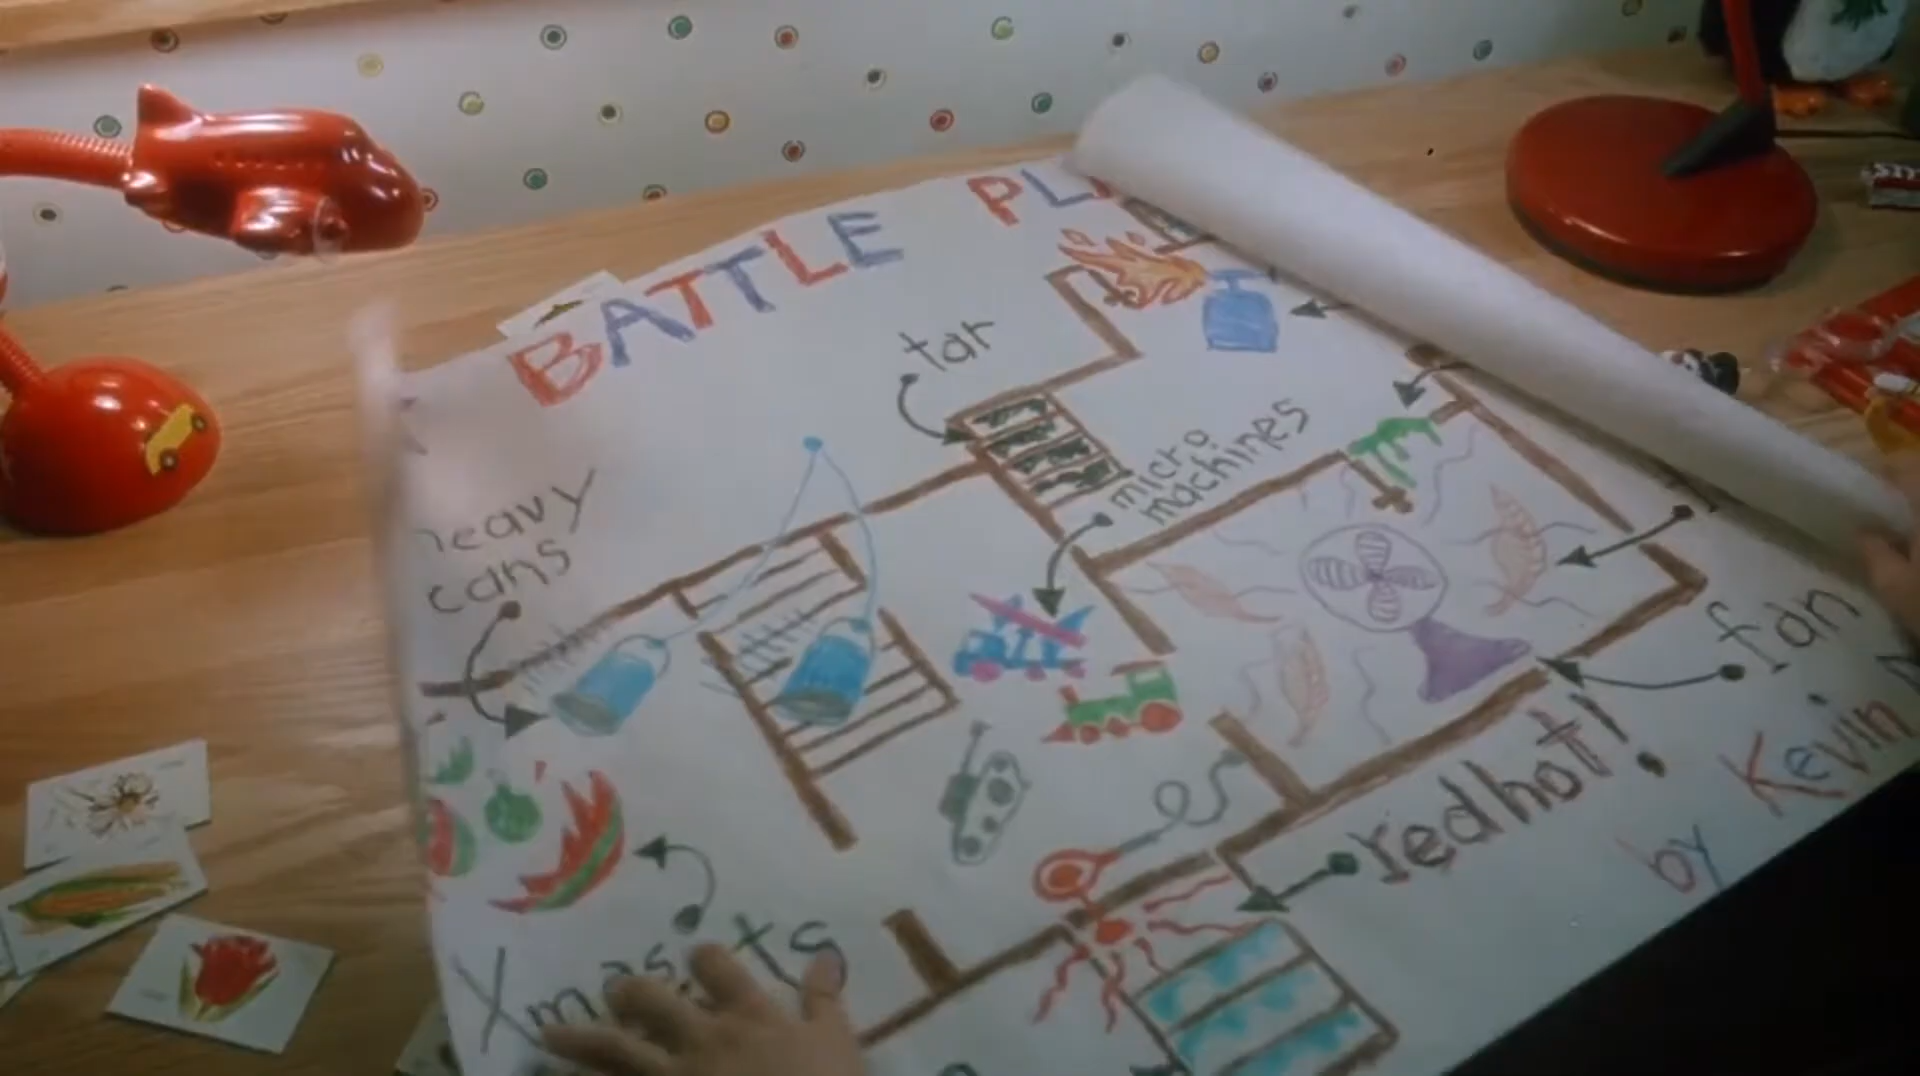 BATTLE PL
tar
micro
machines
heavy
cans
fan
redhot!
by Kevin
Xmas